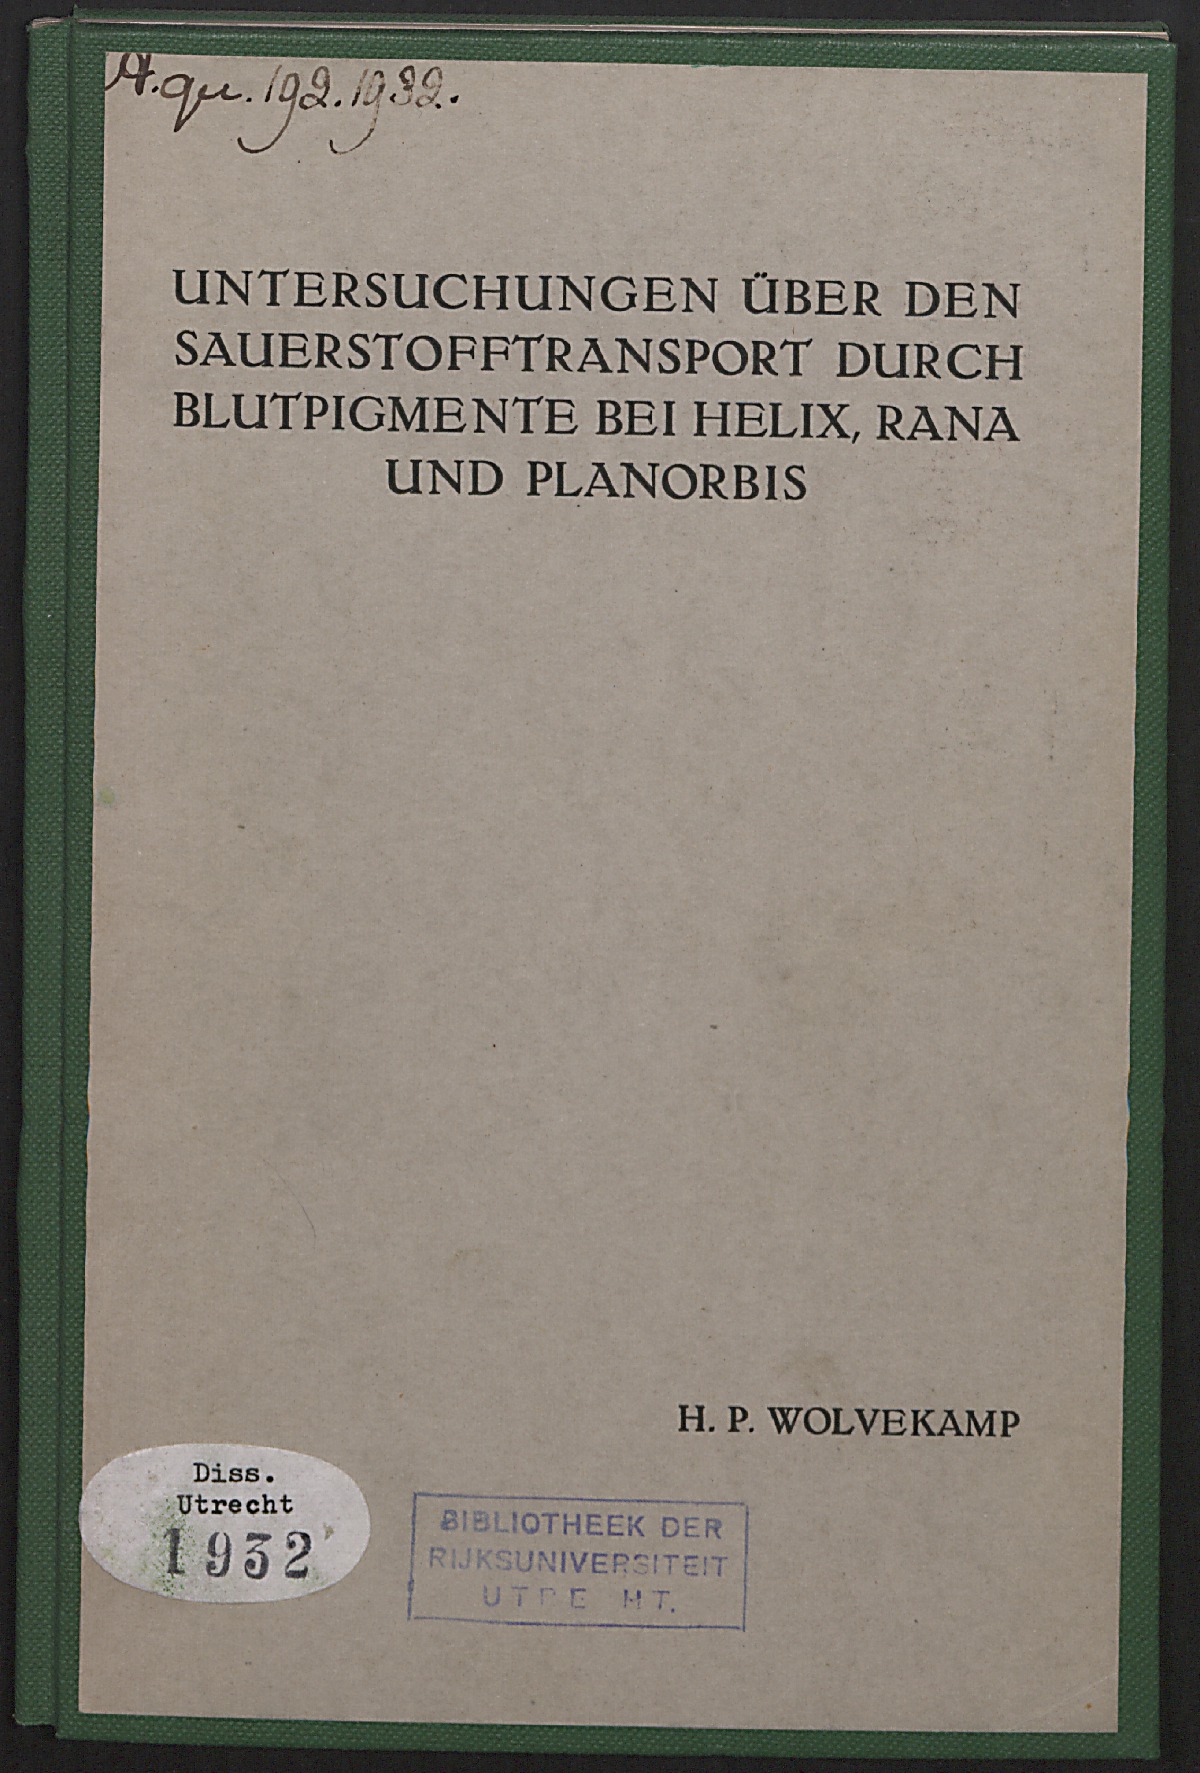 A.qu.192.1932.
UNTERSUCHUNGEN ÜBER DEN
SAUERSTOFFTRANSPORT DURCH
BLUTPIGMENTE BEI HELIX, RANA
UND PLANORBIS
H. P. WOLVEKAMP
Diss.
Utrecht
1932
BIBLIOTHEEK DER
RIJKSUNIVERSITEIT
UTRECHT.